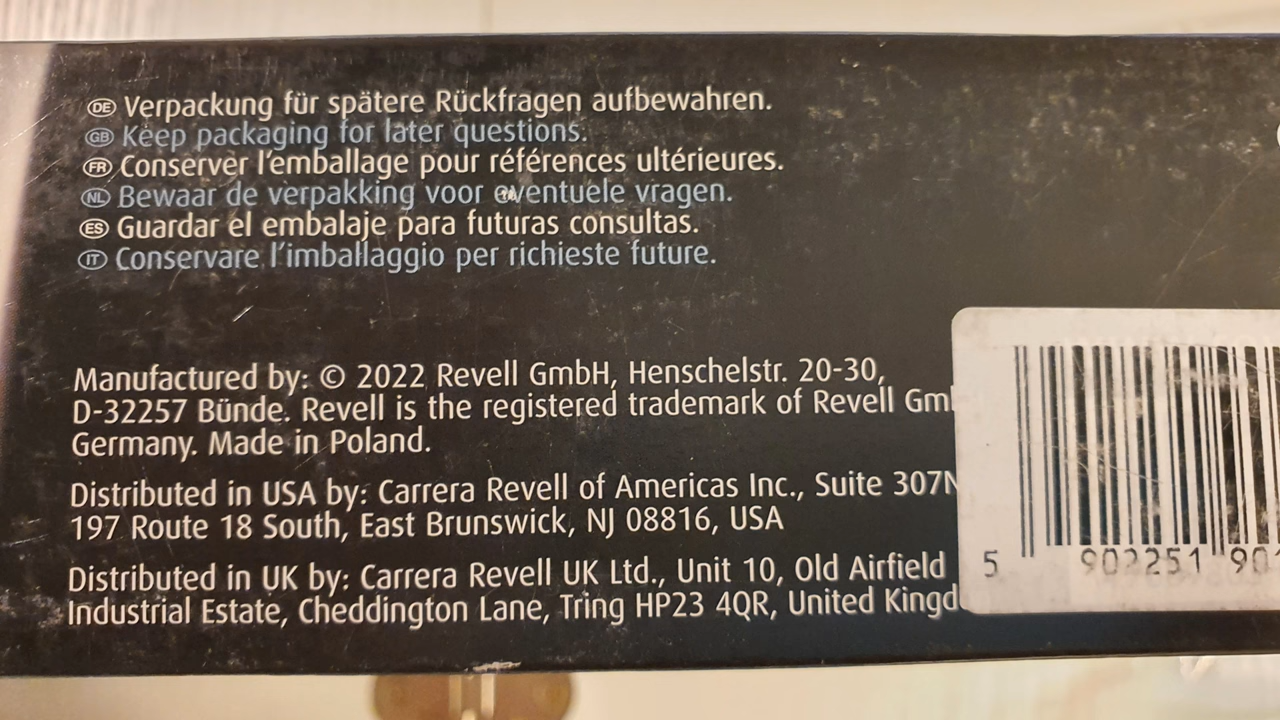 DE Verpackung für spätere Rückfragen aufbewahren.
GB Keep packaging for later questions.
FR Conserver l'emballage pour références ultérieures.
NL Bewaar de verpakking voor eventuele vragen.
ES Guardar el embalaje para futuras consultas.
IT Conservare l'imballaggio per richieste future.
Manufactured by: © 2022 Revell GmbH, Henschelstr. 20-30,
D-32257 Bünde. Revell is the registered trademark of Revell
Germany. Made in Poland.
Distributed in USA by: Carrera Revell of Americas Inc., Suite
197 Route 18 South, East Brunswick, NJ 08816, USA
Distributed in UK by: Carrera Revell UK Ltd., Unit 10, Old Airfield
Industrial Estate, Cheddington Lane, Tring HP23 4QR, United
5 902251 90